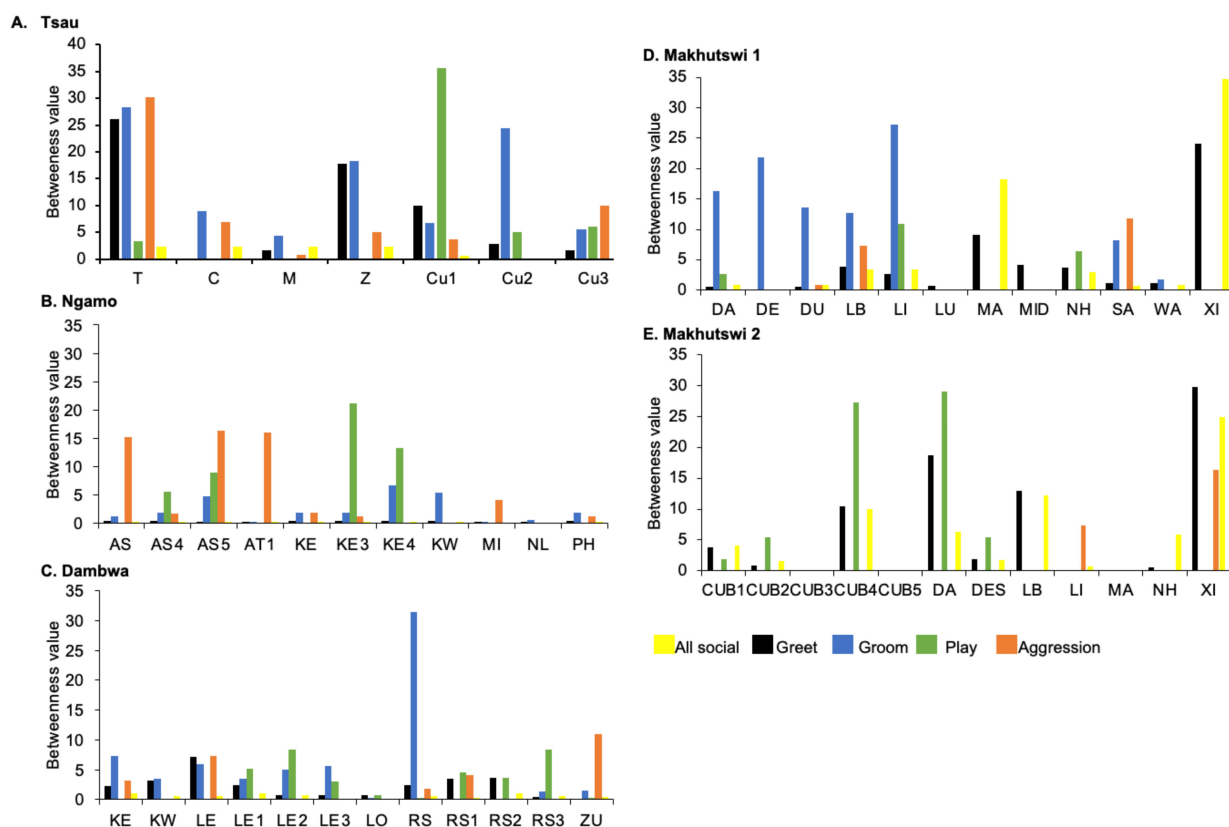 A. Tsau
Betweeness value
40
35
30
25
20
15
10
5
0
T C M Z Cu1 Cu2 Cu3
B. Ngamo
Betweenness value
35
30
25
20
15
10
5
0
AS AS4 AS5 AT1 KE KE3 KE4 KW MI NL PH
C. Dambwa
Betweenness value
35
30
25
20
15
10
5
0
KE KW LE LE1 LE2 LE3 LO RS RS1 RS2 RS3 ZU
D. Makhutswi 1
Betweenness value
35
30
25
20
15
10
5
0
DA DE DU LB LI LU MA MID NH SA WA XI
E. Makhutswi 2
Betweenness value
35
30
25
20
15
10
5
0
CUB1 CUB2 CUB3 CUB4 CUB5 DA DES LB LI MA NH XI
All social Greet Groom Play Aggression